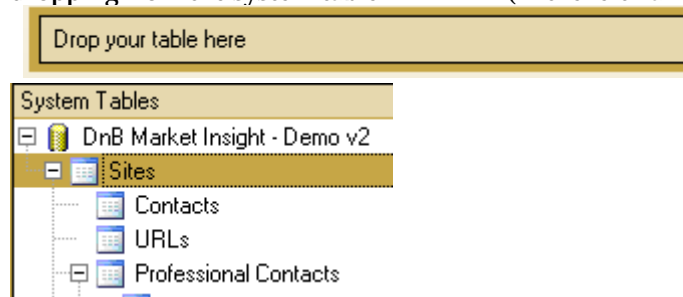 Drop your table here
System Tables
DnB Market Insight - Demo v2
Sites
Contacts
URLs
Professional Contacts